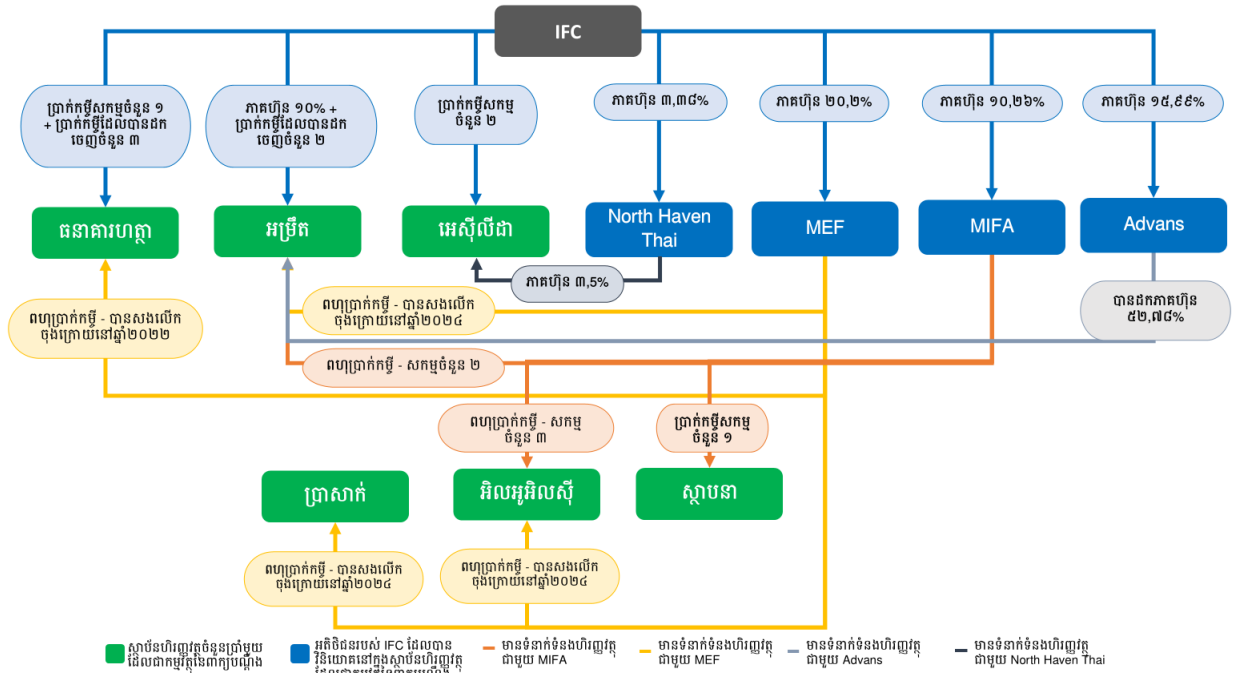 IFC
ប្រាក់កម្ចីសកម្មចំនួន ១
+ ប្រាក់កម្ចីដែលបានដក
ចេញចំនួន ៣
ភាគហ៊ុន ១០% +
ប្រាក់កម្ចីដែលបានដក
ចេញចំនួន ២
ប្រាក់កម្ចីសកម្ម
ចំនួន ២
ភាគហ៊ុន ៣,៣៨%
ភាគហ៊ុន ២០,២%
ភាគហ៊ុន ១០,២៦%
ភាគហ៊ុន ១៥,៩៩%
ធនាគារហត្ថា
អម្រឹត
អេស៊ីលីដា
North Haven
Thai
MEF
MIFA
Advans
ភាគហ៊ុន ៣,5%
ពហុប្រាក់កម្ចី - បានសងលើក
ចុងក្រោយនៅឆ្នាំ២០២២
ពហុប្រាក់កម្ចី - បានសងលើក
ចុងក្រោយនៅឆ្នាំ២០២៤
បានដកភាគហ៊ុន
៥២,៧៨%
ពហុប្រាក់កម្ចី - សកម្មចំនួន ២
ពហុប្រាក់កម្ចី - សកម្ម
ចំនួន ៣
ប្រាក់កម្ចីសកម្ម
ចំនួន ១
ប្រាសាក់
អិលអូអិលស៊ី
ស្ថាបនា
ពហុប្រាក់កម្ចី - បានសងលើក
ចុងក្រោយនៅឆ្នាំ២០២៤
ពហុប្រាក់កម្ចី - បានសងលើក
ចុងក្រោយនៅឆ្នាំ២០២៤
ស្ថាប័នហិរញ្ញវត្ថុចំនួនប្រាំមួយ
ដែលជាកម្មវត្ថុនៃពាក្យបណ្តឹង
អតិថិជនរបស់ IFC ដែលបាន
វិនិយោគនៅក្នុងស្ថាប័នហិរញ្ញវត្ថុ
មានទំនាក់ទំនងហិរញ្ញវត្ថុ
ជាមួយ MIFA
មានទំនាក់ទំនងហិរញ្ញវត្ថុ
ជាមួយ MEF
មានទំនាក់ទំនងហិរញ្ញវត្ថុ
ជាមួយ Advans
មានទំនាក់ទំនងហិរញ្ញវត្ថុ
ជាមួយ North Haven Thai